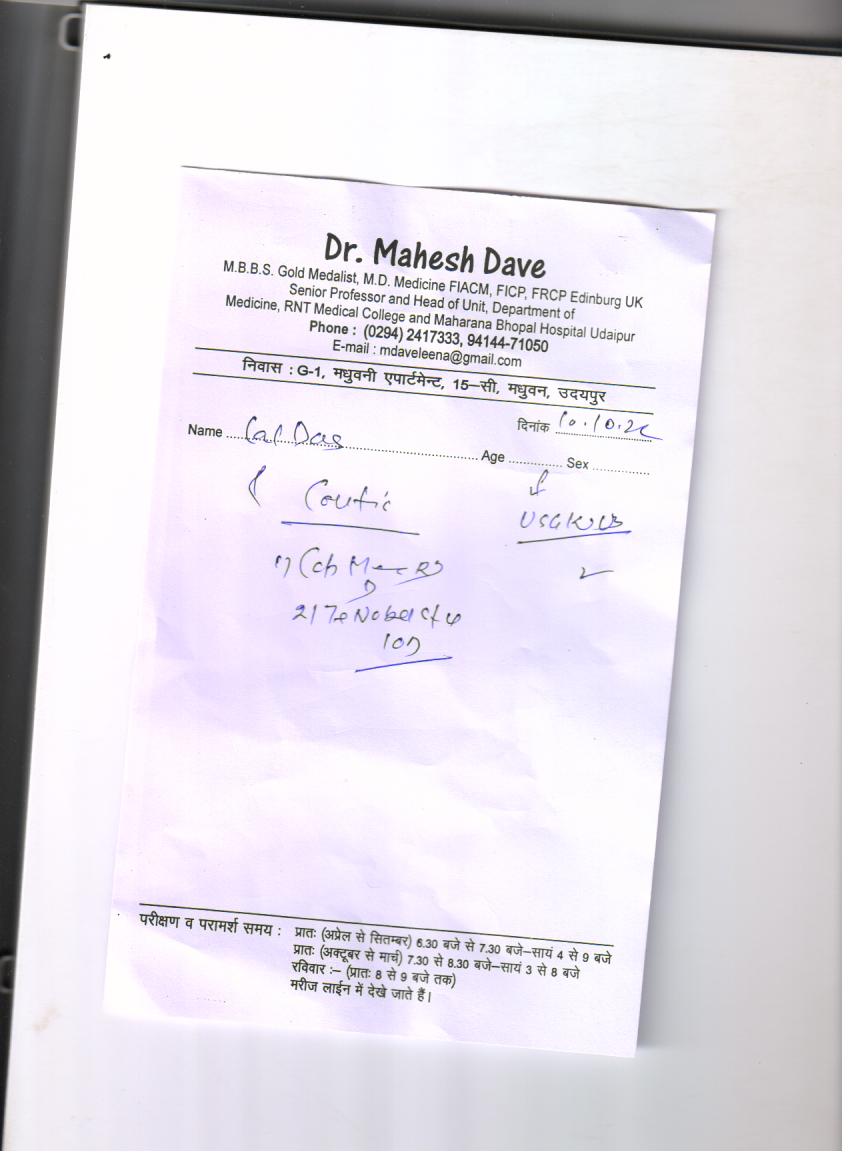 Dr. Mahesh Dave
M.B.B.S. Gold Medalist, M.D. Medicine FIACM, FICP, FRCP Edinburg UK
Senior Professor and Head of Unit, Department of
Medicine, RNT Medical College and Maharana Bhopal Hospital Udaipur
Phone : (0294) 2417333, 94144-71050
E-mail : mdaveleena@gmail.com
निवास : G-1, मधुवनी एपार्टमेन्ट, 15–सी, मधुवन, उदयपुर
दिनांक 10.10.22
Name Das Age Sex
1)
2)
परीक्षण व परामर्श समय : प्रातः (अप्रेल से सितम्बर) 6.30 बजे से 7.30 बजे–सायं 4 से 9 बजे
प्रातः (अक्टूबर से मार्च) 7.30 से 8.30 बजे–सायं 3 से 8 बजे
रविवार :– (प्रातः 8 से 9 बजे तक)
मरीज लाईन में देखे जाते हैं।